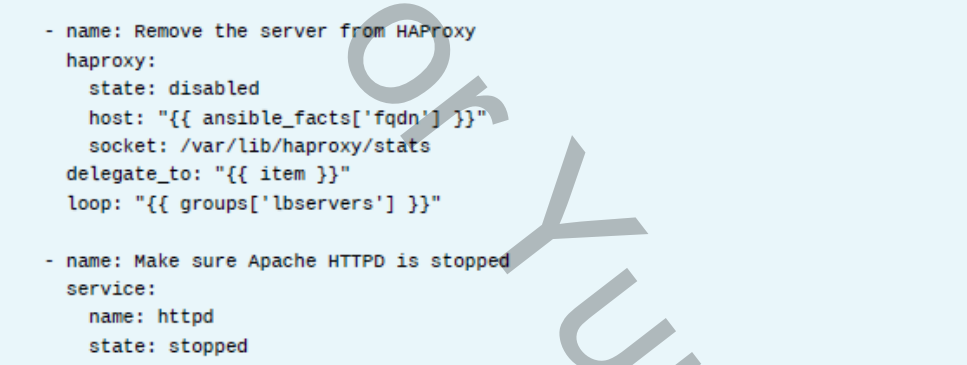 - name: Remove the server from HAProxy
  haproxy:
    state: disabled
    host: "{{ ansible_facts['fqdn'] }}"
    socket: /var/lib/haproxy/stats
  delegate_to: "{{ item }}"
  loop: "{{ groups['lbservers'] }}"
- name: Make sure Apache HTTPD is stopped
  service:
    name: httpd
    state: stopped
or Yu